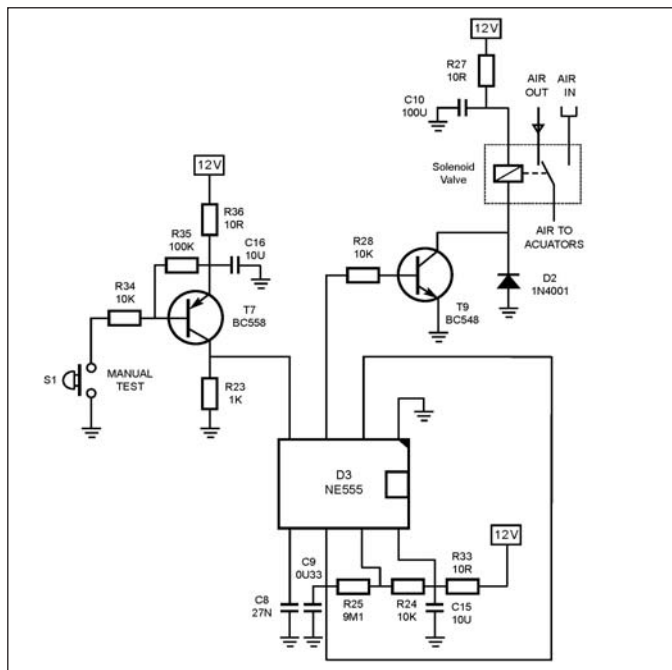 12V
R27
10R
AIR
OUT
AIR
IN
C10
100U
Solenoid
Valve
AIR TO
ACUATORS
12V
R36
10R
R35
100K
C16
10U
R34
10K
T7
BC558
R28
10K
D2
1N4001
T9
BC548
S1
MANUAL
TEST
R23
1K
D3
NE555
12V
C9
0U33
R33
10R
C8
27N
R25
9M1
R24
10K
C15
10U